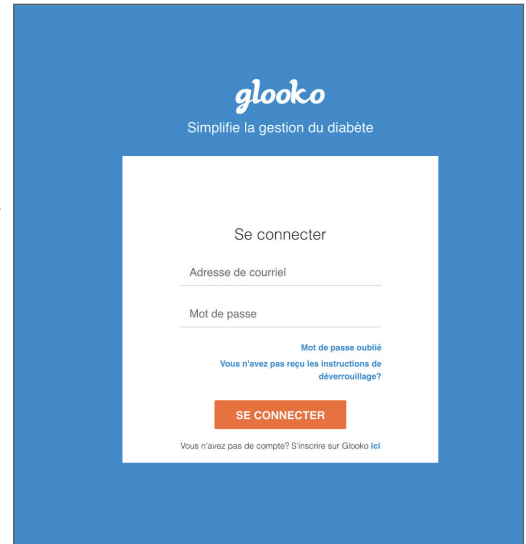 glooko
Simplifie la gestion du diabète
Se connecter
Adresse de courriel
Mot de passe
Mot de passe oublié
Vous n'avez pas reçu les instructions de
déverrouillage?
SE CONNECTER
Vous n'avez pas de compte? S'inscrire sur Glooko ici